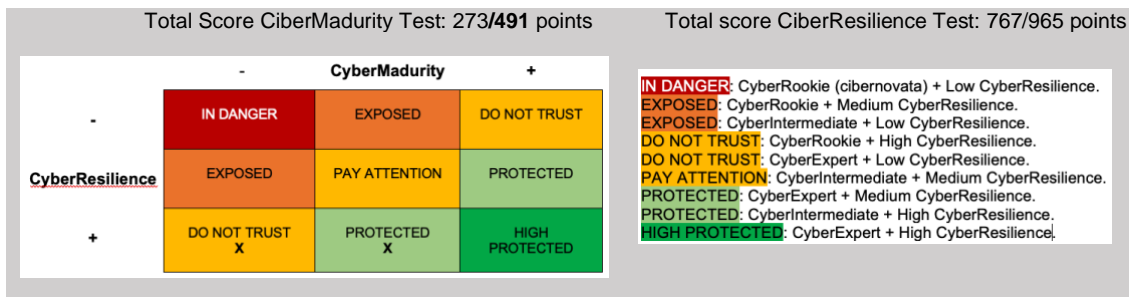 Total Score CiberMadurity Test: 273/491 points
Total score CiberResilience Test: 767/965 points
- CyberMadurity +
- IN DANGER EXPOSED DO NOT TRUST
CyberResilience EXPOSED PAY ATTENTION PROTECTED
+ DO NOT TRUST X PROTECTED X HIGH PROTECTED
IN DANGER: CyberRookie (cibernovata) + Low CyberResilience.
EXPOSED: CyberRookie + Medium CyberResilience.
EXPOSED: CyberIntermediate + Low CyberResilience.
DO NOT TRUST: CyberRookie + High CyberResilience.
DO NOT TRUST: CyberExpert + Low CyberResilience.
PAY ATTENTION: CyberIntermediate + Medium CyberResilience.
PROTECTED: CyberExpert + Medium CyberResilience.
PROTECTED: CyberIntermediate + High CyberResilience.
HIGH PROTECTED: CyberExpert + High CyberResilience.